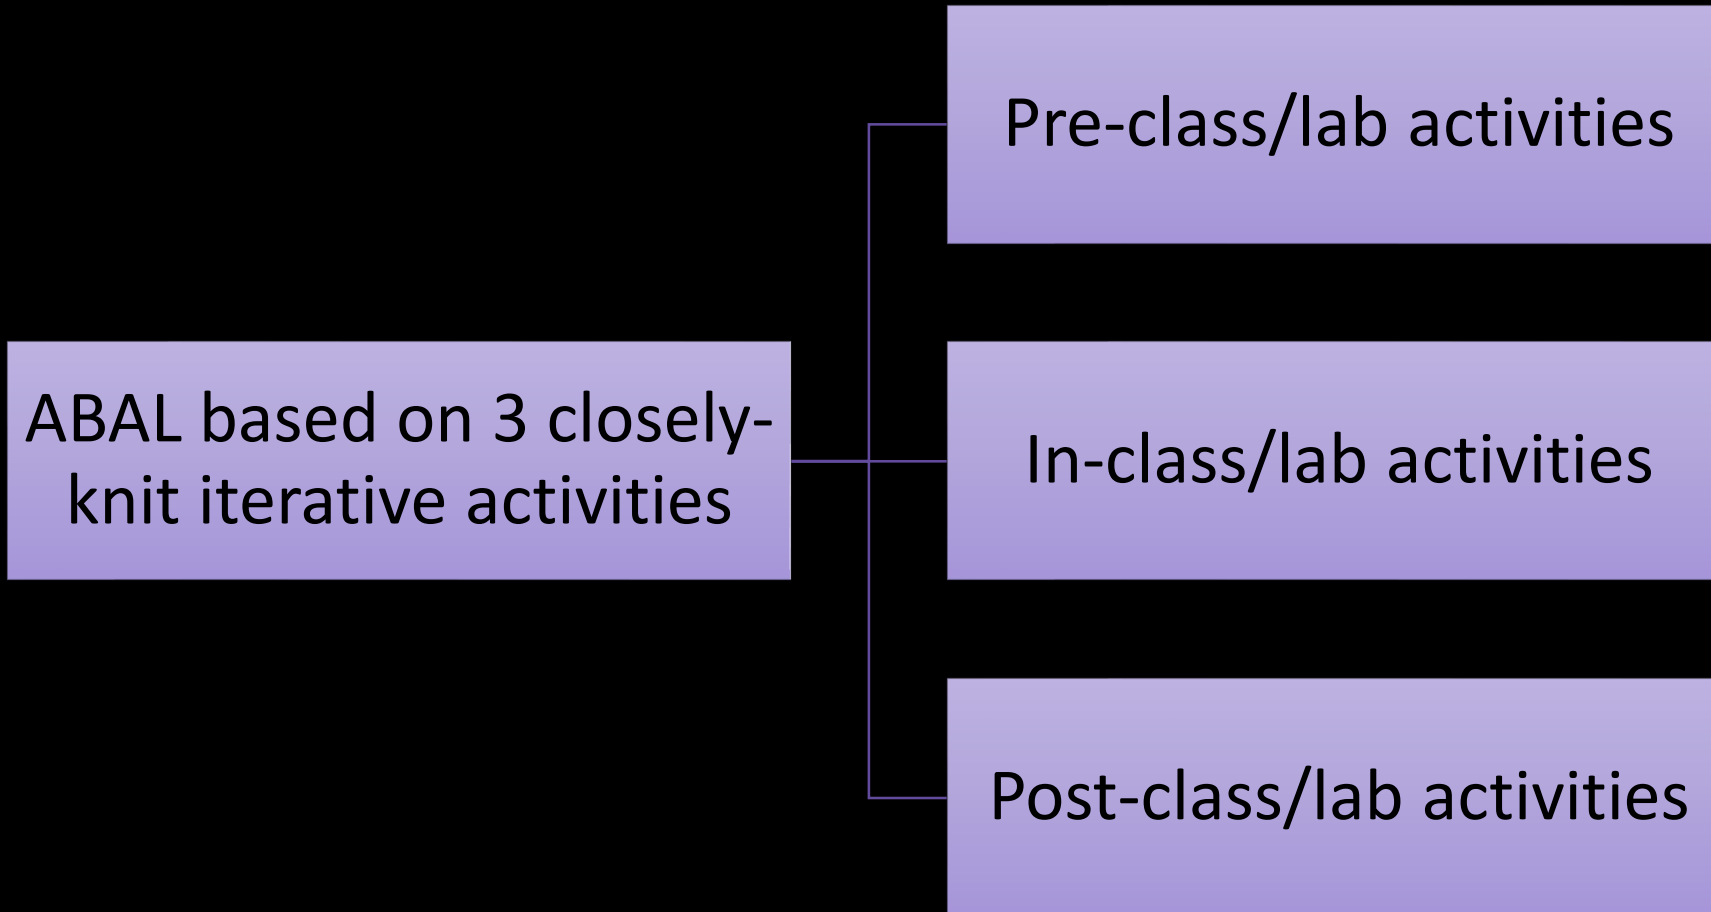 Pre-class/lab activities
ABAL based on 3 closely-
knit iterative activities
In-class/lab activities
Post-class/lab activities